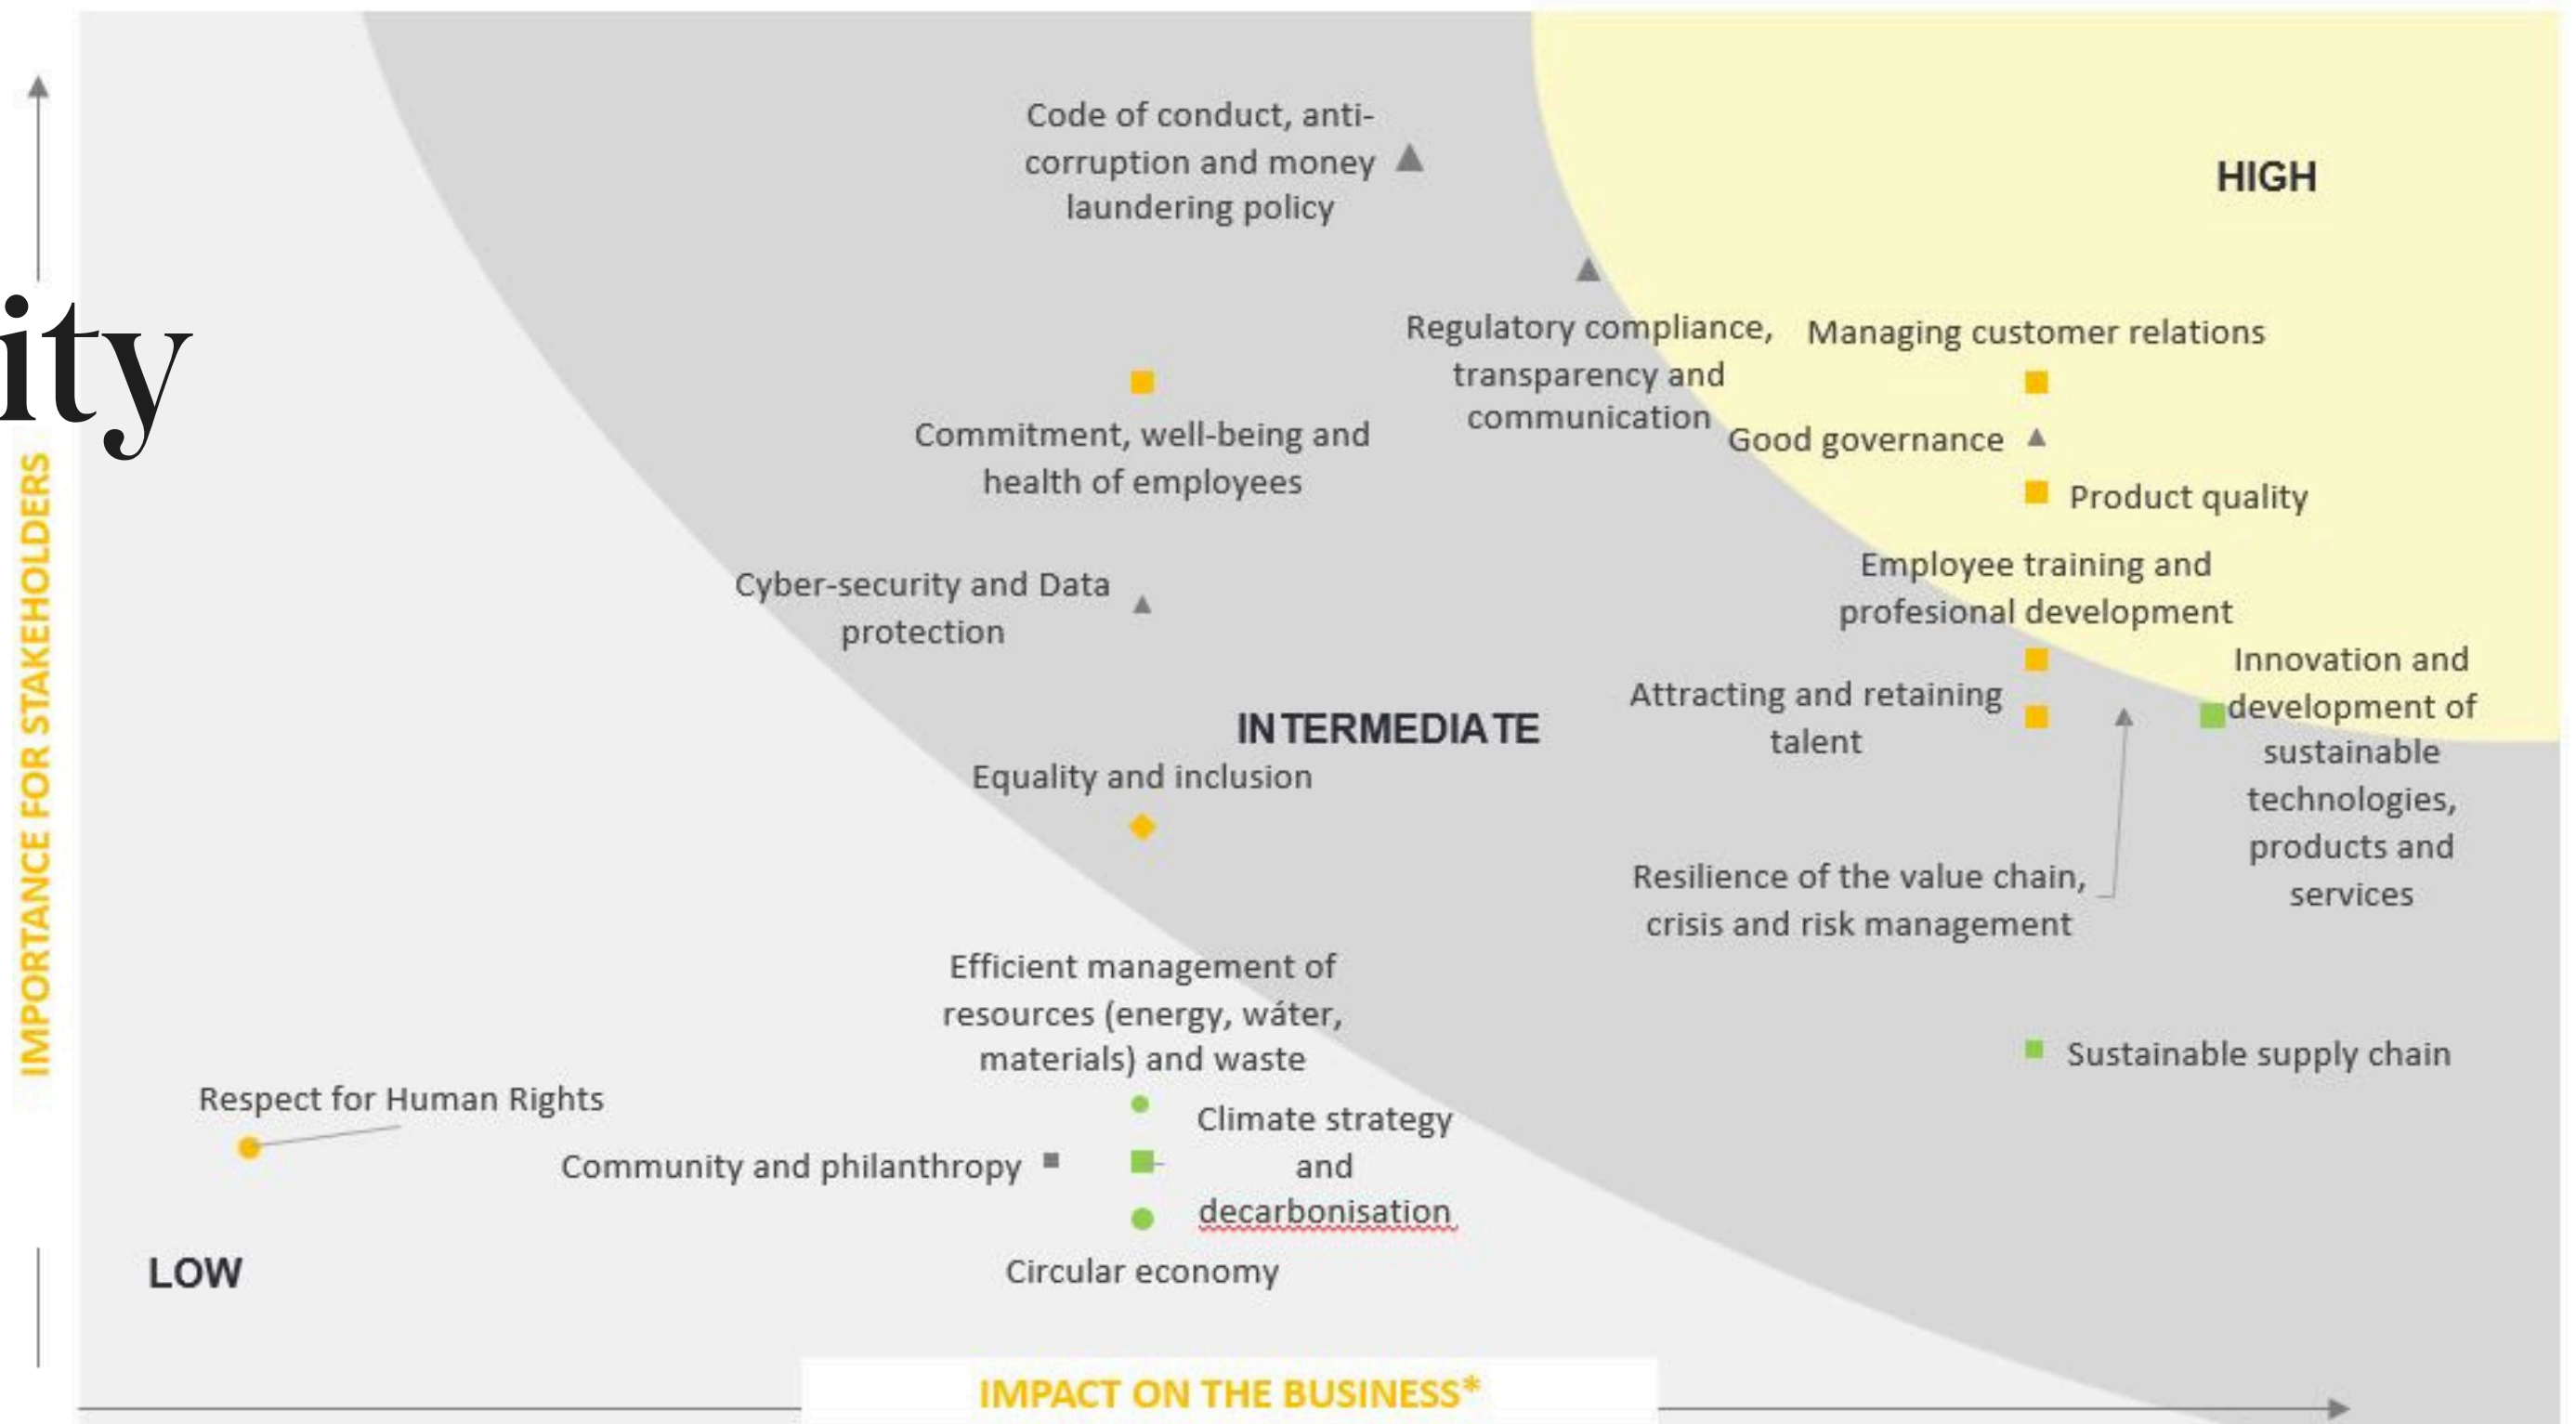 Code of conduct, anti-
corruption and money
laundering policy
HIGH
ity
Regulatory compliance,
transparency and
communication
Managing customer relations
Good governance
Product quality
Commitment, well-being and
health of employees
Cyber-security and Data
protection
Employee training and
profesional development
Attracting and retaining
talent
Innovation and
development of
sustainable
technologies,
products and
services
INTERMEDIATE
Equality and inclusion
Resilience of the value chain,
crisis and risk management
Efficient management of
resources (energy, wáter,
materials) and waste
Sustainable supply chain
Respect for Human Rights
Community and philanthropy
Climate strategy
and
decarbonisation
Circular economy
LOW
IMPORTANCE FOR STAKEHOLDERS
IMPACT ON THE BUSINESS*